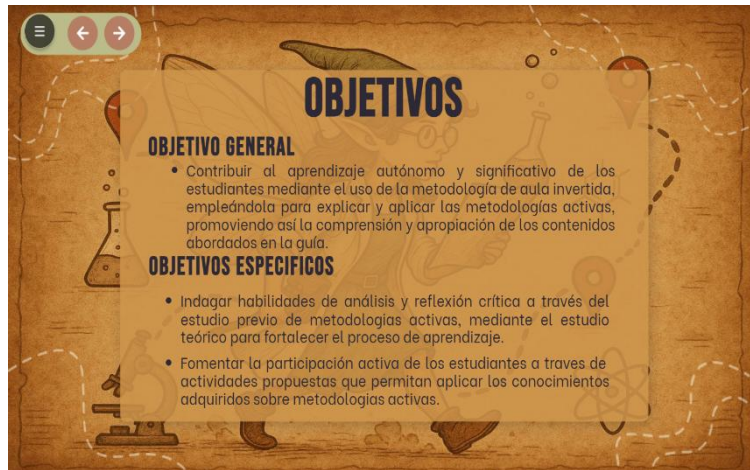 OBJETIVOS
OBJETIVO GENERAL
• Contribuir al aprendizaje autónomo y significativo de los
estudiantes mediante el uso de la metodología de aula invertida,
empleándola para explicar y aplicar las metodologías activas,
promoviendo así la comprensión y apropiación de los contenidos
abordados en la guía.
OBJETIVOS ESPECIFICOS
• Indagar habilidades de análisis y reflexión crítica a través del
estudio previo de metodologias activas, mediante el estudio
teórico para fortalecer el proceso de aprendizaje.
• Fomentar la participación activa de los estudiantes a traves de
actividades propuestas que permitan aplicar los conocimientos
adquiridos sobre metodologias activas.